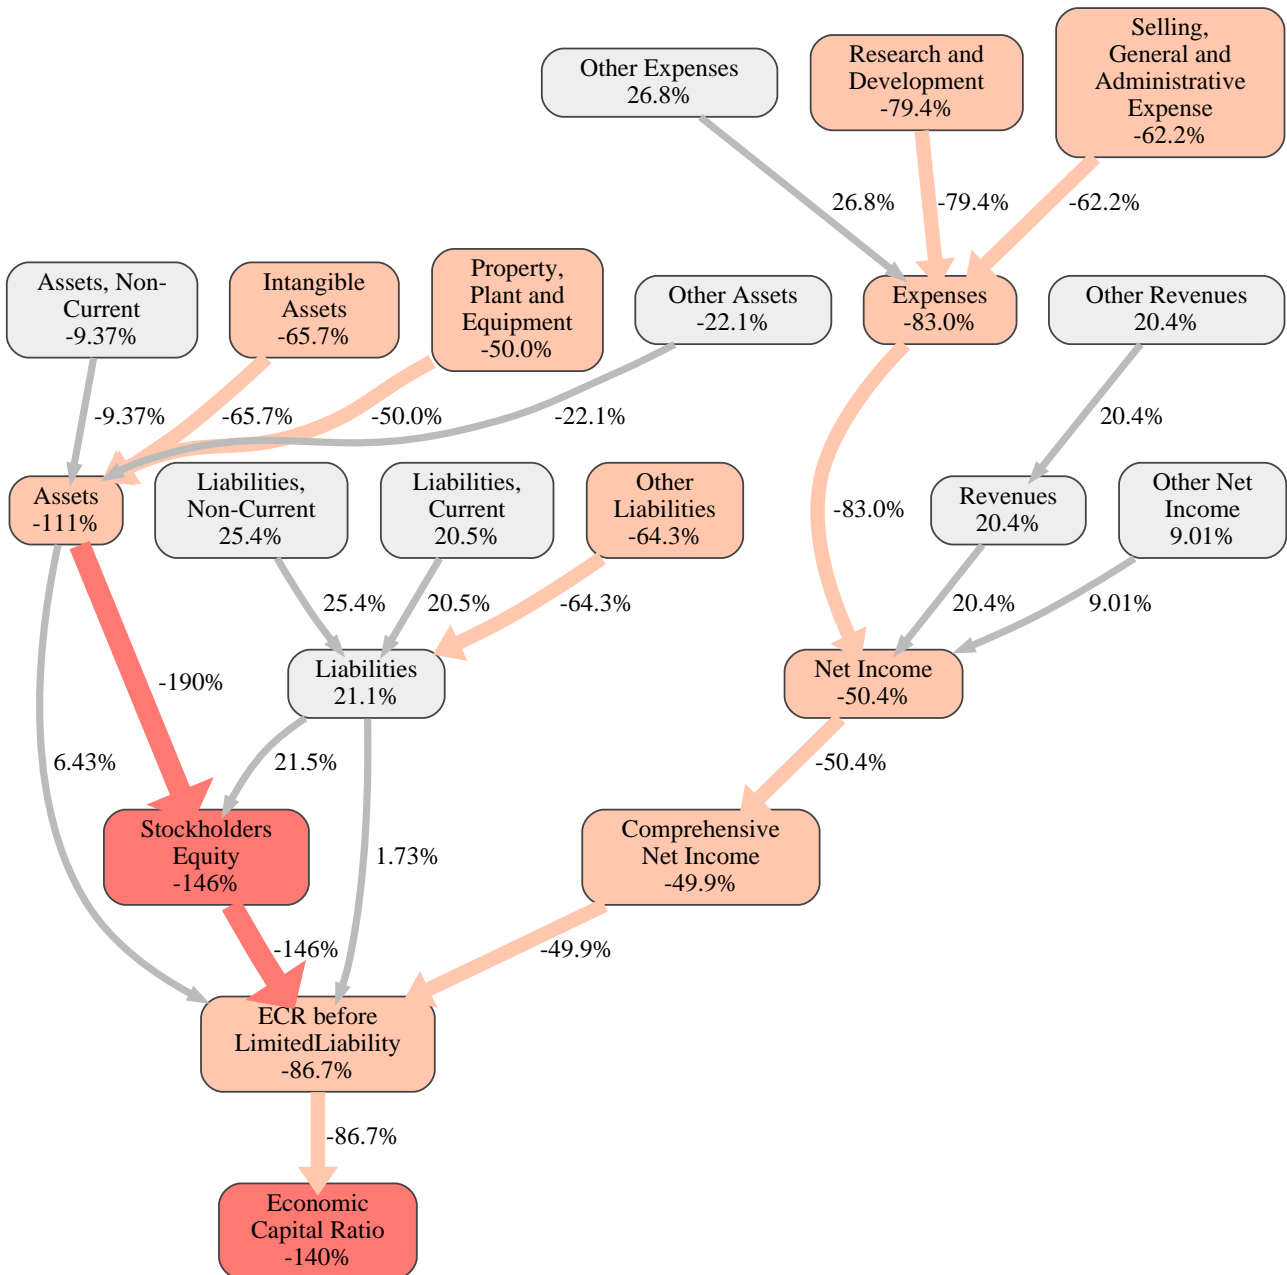 Selling,
General and
Administrative
Expense
-62.2%
Research and
Development
-79.4%
Other Expenses
26.8%
26.8%
-79.4%
-62.2%
Assets, Non-
Current
-9.37%
Intangible
Assets
-65.7%
Property,
Plant and
Equipment
-50.0%
Other Assets
-22.1%
Expenses
-83.0%
Other Revenues
20.4%
-9.37%
-65.7%
-50.0%
-22.1%
20.4%
Assets
-111%
Liabilities,
Non-Current
25.4%
Liabilities,
Current
20.5%
Other
Liabilities
-64.3%
-83.0%
Revenues
20.4%
Other Net
Income
9.01%
25.4%
20.5%
-64.3%
20.4%
9.01%
-190%
Liabilities
21.1%
Net Income
-50.4%
6.43%
21.5%
-50.4%
Stockholders
Equity
-146%
1.73%
Comprehensive
Net Income
-49.9%
-146%
-49.9%
ECR before
LimitedLiability
-86.7%
-86.7%
Economic
Capital Ratio
-140%